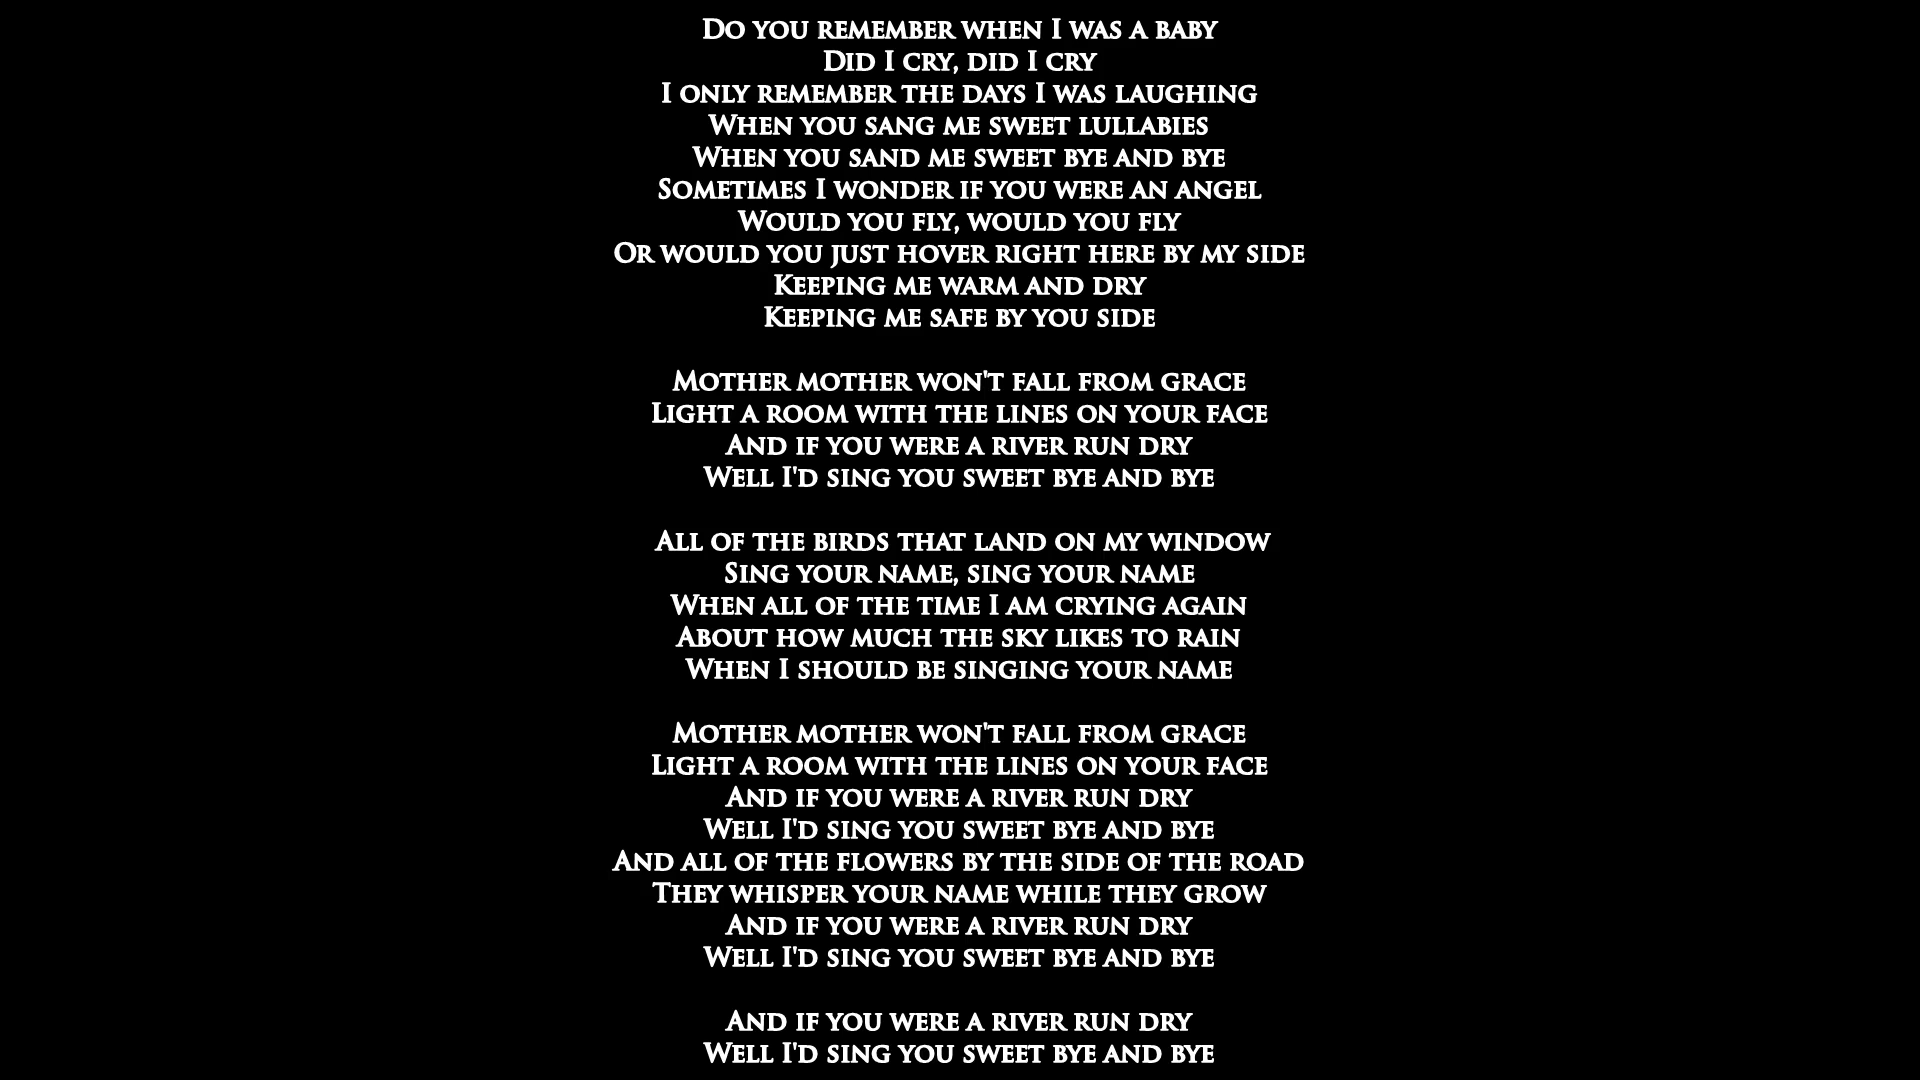 Do you remember when I was a baby
Did I cry, did I cry
I only remember the days I was laughing
When you sang me sweet lullabies
When you sand me sweet bye and bye
Sometimes I wonder if you were an angel
Would you fly, would you fly
Or would you just hover right here by my side
Keeping me warm and dry
Keeping me safe by you side

Mother mother won't fall from grace
Light a room with the lines on your face
And if you were a river run dry
Well I'd sing you sweet bye and bye

All of the birds that land on my window
Sing your name, sing your name
When all of the time I am crying again
About how much the sky likes to rain
When I should be singing your name

Mother mother won't fall from grace
Light a room with the lines on your face
And if you were a river run dry
Well I'd sing you sweet bye and bye
And all of the flowers by the side of the road
They whisper your name while they grow
And if you were a river run dry
Well I'd sing you sweet bye and bye

And if you were a river run dry
Well I'd sing you sweet bye and bye